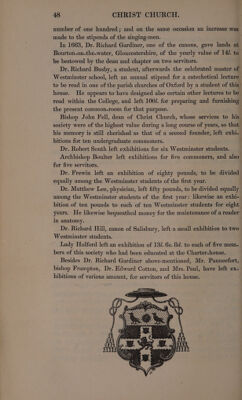 48 CHRIST CHURCH.
number of one hundred; and on the same occasion an increase was
made to the stipends of the singing-men.
In 1663, Dr. Richard Gardiner, one of the canons, gave lands at
Bourton-on-the-water, Gloucestershire, of the yearly value of 14l. to
be bestowed by the dean and chapter on two servitors.
Dr. Richard Busby, a student, afterwards the celebrated master of
Westminster school, left an annual stipend for a catechetical lecture
to be read in one of the parish churches of Oxford by a student of this
house. He appears to have designed also certain other lectures to be
read within the College, and left 100l. for preparing and furnishing
the present common-room for that purpose.
Bishop John Fell, dean of Christ Church, whose services to his
society were of the highest value during a long course of years, so that
his memory is still cherished as that of a second founder, left exhi-
bitions for ten undergraduate commoners.
Dr. Robert South left exhibitions for six Westminster students.
Archbishop Boulter left exhibitions for five commoners, and also
for five servitors.
Dr. Frewin left an exhibition of eighty pounds, to be divided
equally among the Westminster students of the first year.
Dr. Matthew Lee, physician, left fifty pounds, to be divided equally
among the Westminster students of the first year: likewise an exhi-
bition of ten pounds to each of ten Westminster students for eight
years. He likewise bequeathed money for the maintenance of a reader
in anatomy.
Dr. Richard Hill, canon of Salisbury, left a small exhibition to two
Westminster students.
Lady Holford left an exhibition of 13l. 6s. 8d. to each of five mem-
bers of this society who had been educated at the Charter-house.
Besides Dr. Richard Gardiner above-mentioned, Mr. Pauncefort,
bishop Frampton, Dr. Edward Cotton, and Mrs. Paul, have left ex-
hibitions of various amount, for servitors of this house.